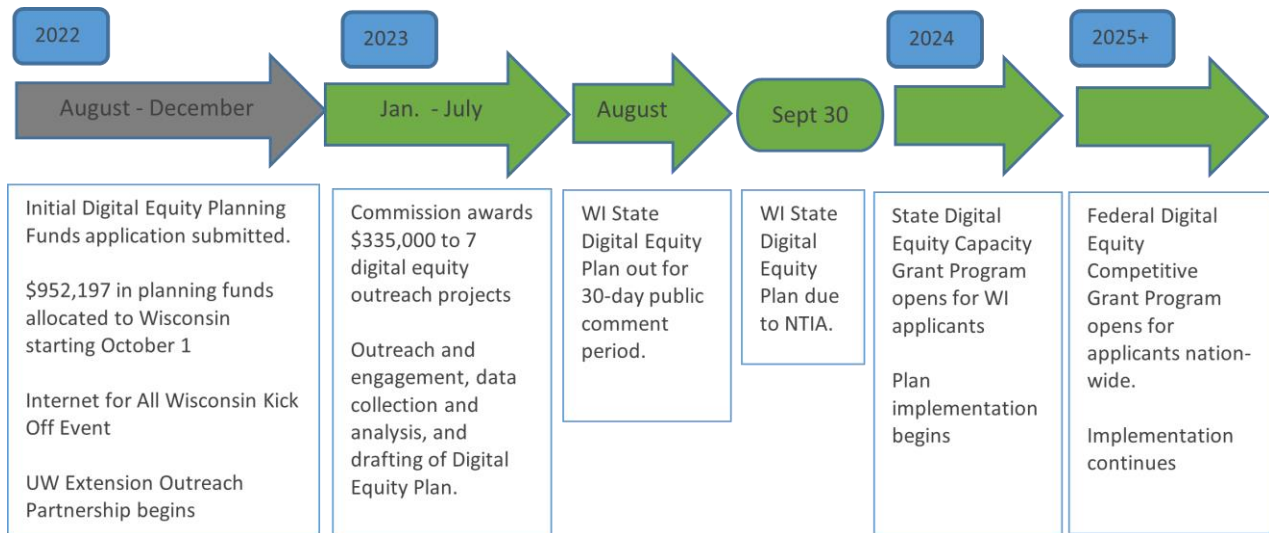 2022
August - December
Initial Digital Equity Planning
Funds application submitted.
$952,197 in planning funds
allocated to Wisconsin
starting October 1
Internet for All Wisconsin Kick
Off Event
UW Extension Outreach
Partnership begins
2023
Jan. - July
Commission awards
$335,000 to 7
digital equity
outreach projects
Outreach and
engagement, data
collection and
analysis, and
drafting of Digital
Equity Plan.
August
WI State
Digital Equity
Plan out for
30-day public
comment
period.
Sept 30
WI State
Digital
Equity
Plan due
to NTIA.
2024
State Digital
Equity Capacity
Grant Program
opens for WI
applicants
Plan
implementation
begins
2025+
Federal Digital
Equity
Competitive
Grant Program
opens for
applicants nation-
wide.
Implementation
continues